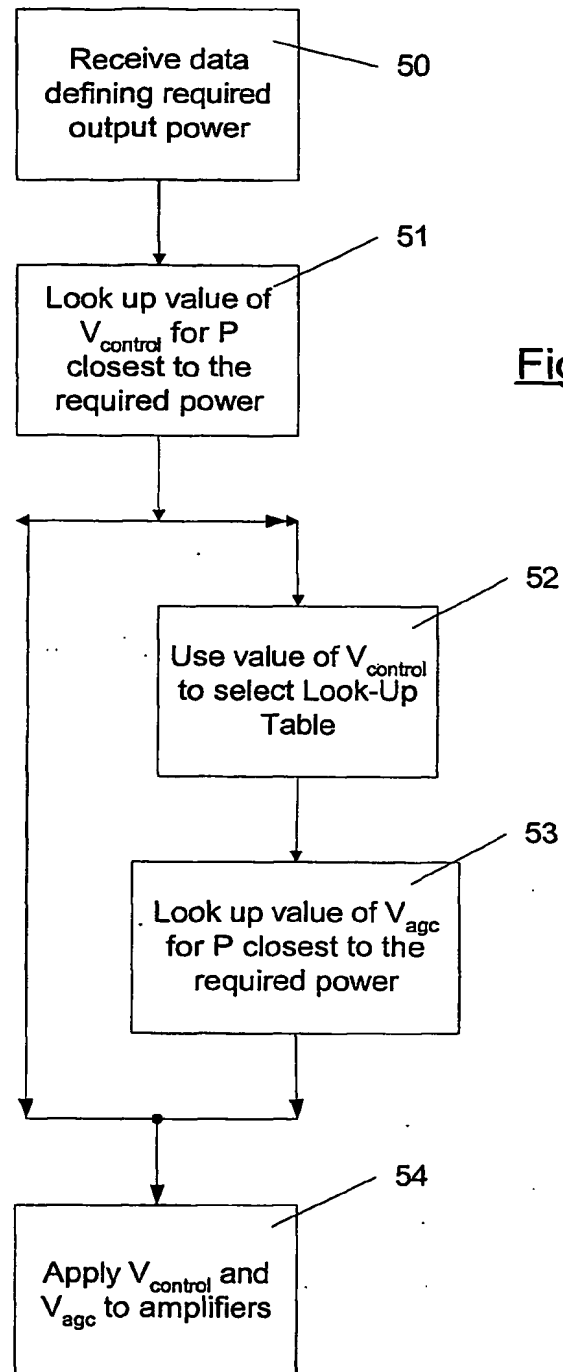 Receive data
defining required
output power
50
51
Look up value of
Vcontrol for P
closest to the
required power
52
Use value of Vcontrol
to select Look-Up
Table
53
Look up value of Vagc
for P closest to the
required power
54
Apply Vcontrol and
Vagc to amplifiers